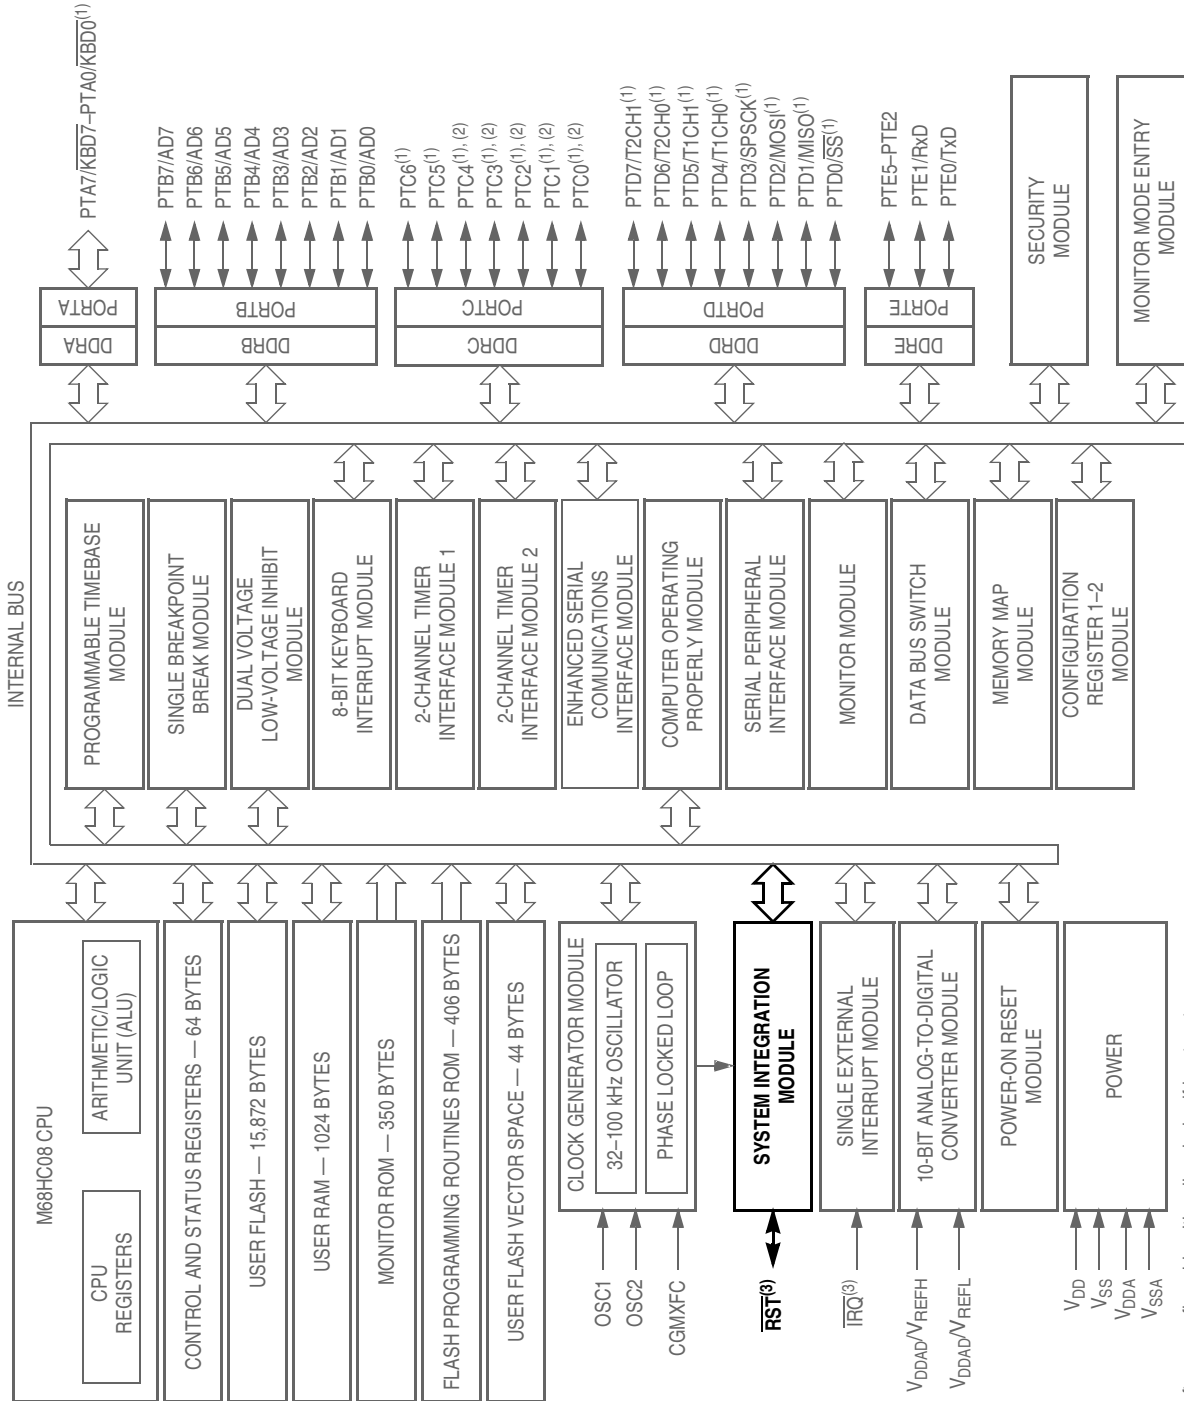 INTERNAL BUS
M68HC08 CPU
CPU
REGISTERS
ARITHMETIC/LOGIC
UNIT (ALU)
CONTROL AND STATUS REGISTERS — 64 BYTES
USER FLASH — 15,872 BYTES
USER RAM — 1024 BYTES
MONITOR ROM — 350 BYTES
FLASH PROGRAMMING ROUTINES ROM — 406 BYTES
USER FLASH VECTOR SPACE — 44 BYTES
CLOCK GENERATOR MODULE
32–100 kHz OSCILLATOR
PHASE LOCKED LOOP
OSC1
OSC2
CGMXFC
SYSTEM INTEGRATION
MODULE
RST(3)
SINGLE EXTERNAL
INTERRUPT MODULE
IRQ(3)
10-BIT ANALOG-TO-DIGITAL
CONVERTER MODULE
VDDAD/VREFH
VDDAD/VREFL
POWER-ON RESET
MODULE
POWER
VDD
VSS
VDDA
VSSA
PROGRAMMABLE TIMEBASE
MODULE
SINGLE BREAKPOINT
BREAK MODULE
DUAL VOLTAGE
LOW-VOLTAGE INHIBIT
MODULE
8-BIT KEYBOARD
INTERRUPT MODULE
2-CHANNEL TIMER
INTERFACE MODULE 1
2-CHANNEL TIMER
INTERFACE MODULE 2
ENHANCED SERIAL
COMUNICATIONS
INTERFACE MODULE
COMPUTER OPERATING
PROPERLY MODULE
SERIAL PERIPHERAL
INTERFACE MODULE
MONITOR MODULE
DATA BUS SWITCH
MODULE
MEMORY MAP
MODULE
CONFIGURATION
REGISTER 1–2
MODULE
DDRA
PORTA
PTA7/KBD7–PTA0/KBD0(1)
DDRB
PORTB
PTB7/AD7
PTB6/AD6
PTB5/AD5
PTB4/AD4
PTB3/AD3
PTB2/AD2
PTB1/AD1
PTB0/AD0
DDRC
PORTC
PTC6(1)
PTC5(1)
PTC4(1), (2)
PTC3(1), (2)
PTC2(1), (2)
PTC1(1), (2)
PTC0(1), (2)
DDRD
PORTD
PTD7/T2CH1(1)
PTD6/T2CH0(1)
PTD5/T1CH1(1)
PTD4/T1CH0(1)
PTD3/SPSCK(1)
PTD2/MOSI(1)
PTD1/MISO(1)
PTD0/SS(1)
DDRE
PORTE
PTE5–PTE2
PTE1/RxD
PTE0/TxD
SECURITY
MODULE
MONITOR MODE ENTRY
MODULE